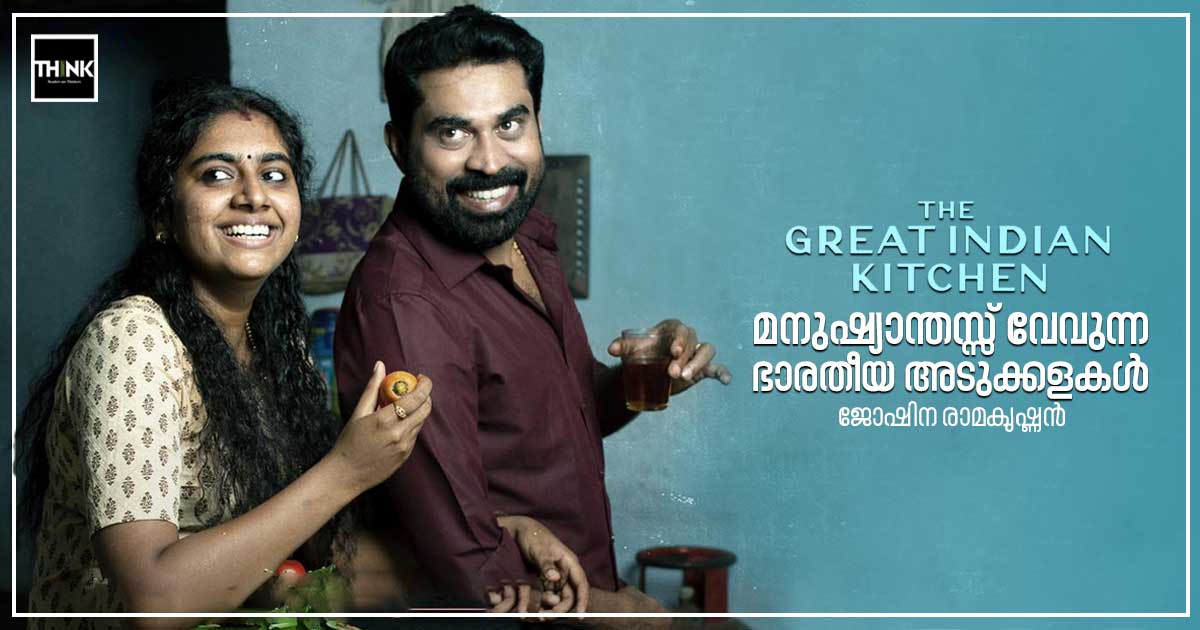 THINK
THE
GREAT INDIAN
KITCHEN
മനുഷ്യാന്തസ്സ് വേവുന്ന
ഭാരതീയ അടുക്കളകൾ
ജോഷിന രാമകൃഷ്ണൻ